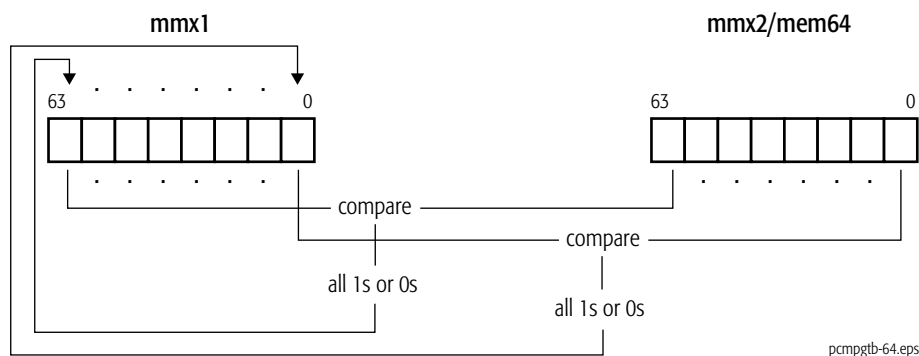 mmx1 mmx2/mem64
. . . . . .
63 0 63 0
. . . . . . . . . . . .
compare
compare
all 1s or 0s
all 1s or 0s
pcmpgtb-64.eps